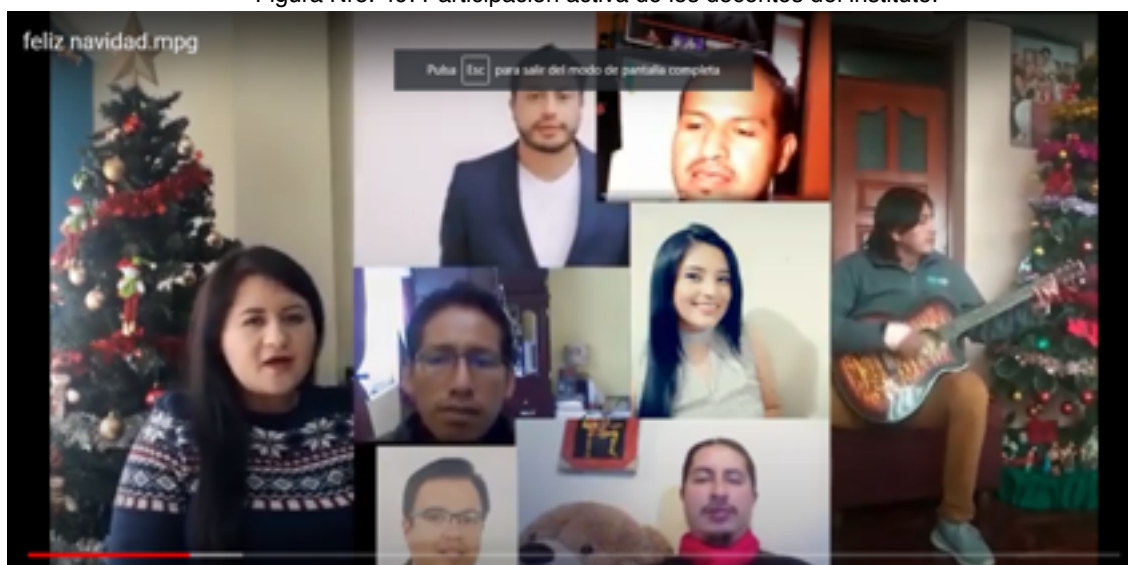 Figura Nro. Participación activa de los docentes del instituto.
feliz navidad.mpg
Pulsa Esc para salir del modo de pantalla completa